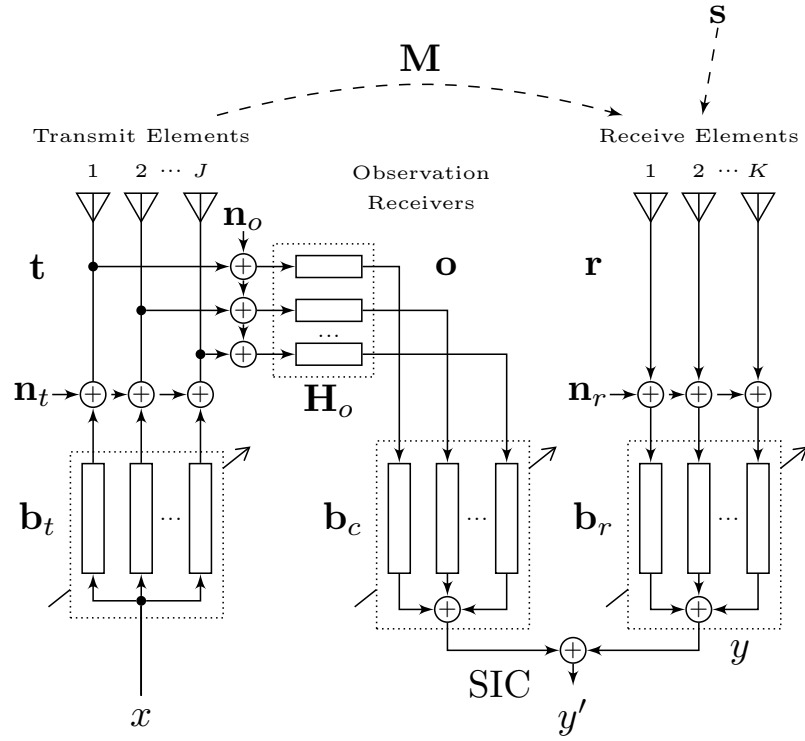 s
M
Transmit Elements
Receive Elements
1 2 ... J
Observation
Receivers
1 2 ... K
n_o
t
o
r
...
n_t
H_o
n_r
b_t
...
b_c
...
b_r
...
y
SIC
x
y′